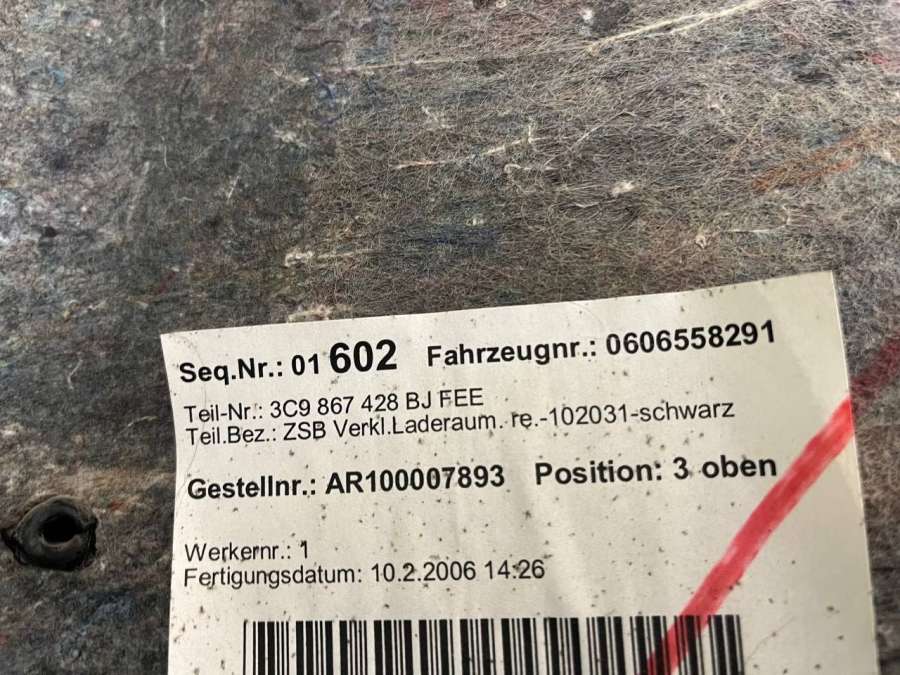 Seq.Nr.: 01 602 Fahrzeugnr.: 0606558291
Teil-Nr.: 3C9 867 428 BJ FEE
Teil.Bez.: ZSB Verkl.Laderaum. re.-102031-schwarz
Gestellnr.: AR100007893 Position: 3 oben
Werkernr.: 1
Fertigungsdatum: 10.2.2006 14:26